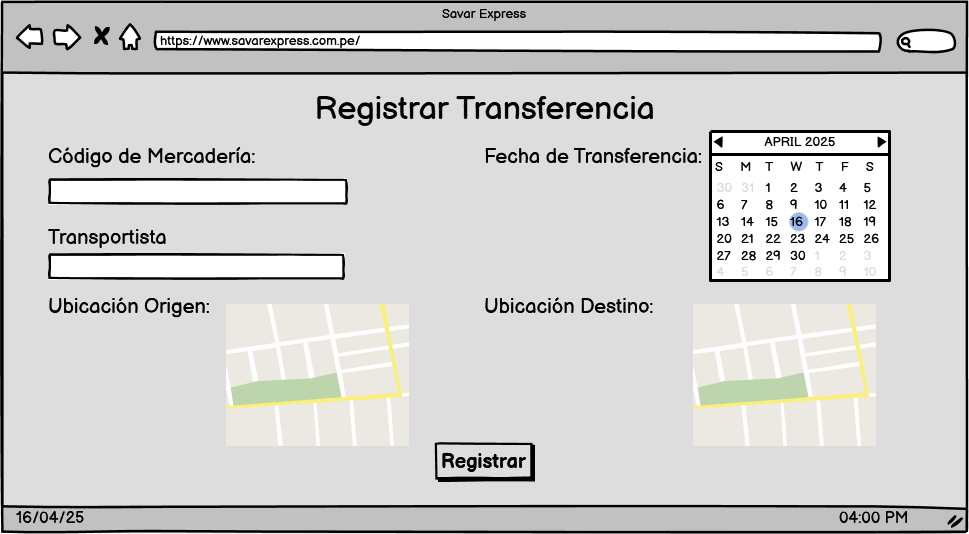 Savar Express
https://www.savarexpress.com.pe/
Registrar Transferencia
Código de Mercadería:
Fecha de Transferencia:
APRIL 2025
S M T W T F S
30 31 1 2 3 4 5
6 7 8 9 10 11 12
13 14 15 16 17 18 19
20 21 22 23 24 25 26
27 28 29 30 1 2 3
4 5 6 7 8 9 10
Transportista
Ubicación Origen:
Ubicación Destino:
Registrar
16/04/25
04:00 PM